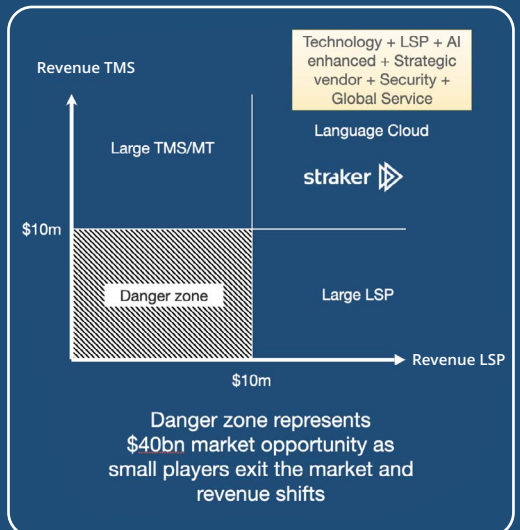 Technology + LSP + AI
enhanced + Strategic
vendor + Security +
Global Service
Revenue TMS
Language Cloud
Large TMS/MT
straker
$10m
Danger zone
Large LSP
Revenue LSP
$10m
Danger zone represents
$40bn market opportunity as
small players exit the market and
revenue shifts